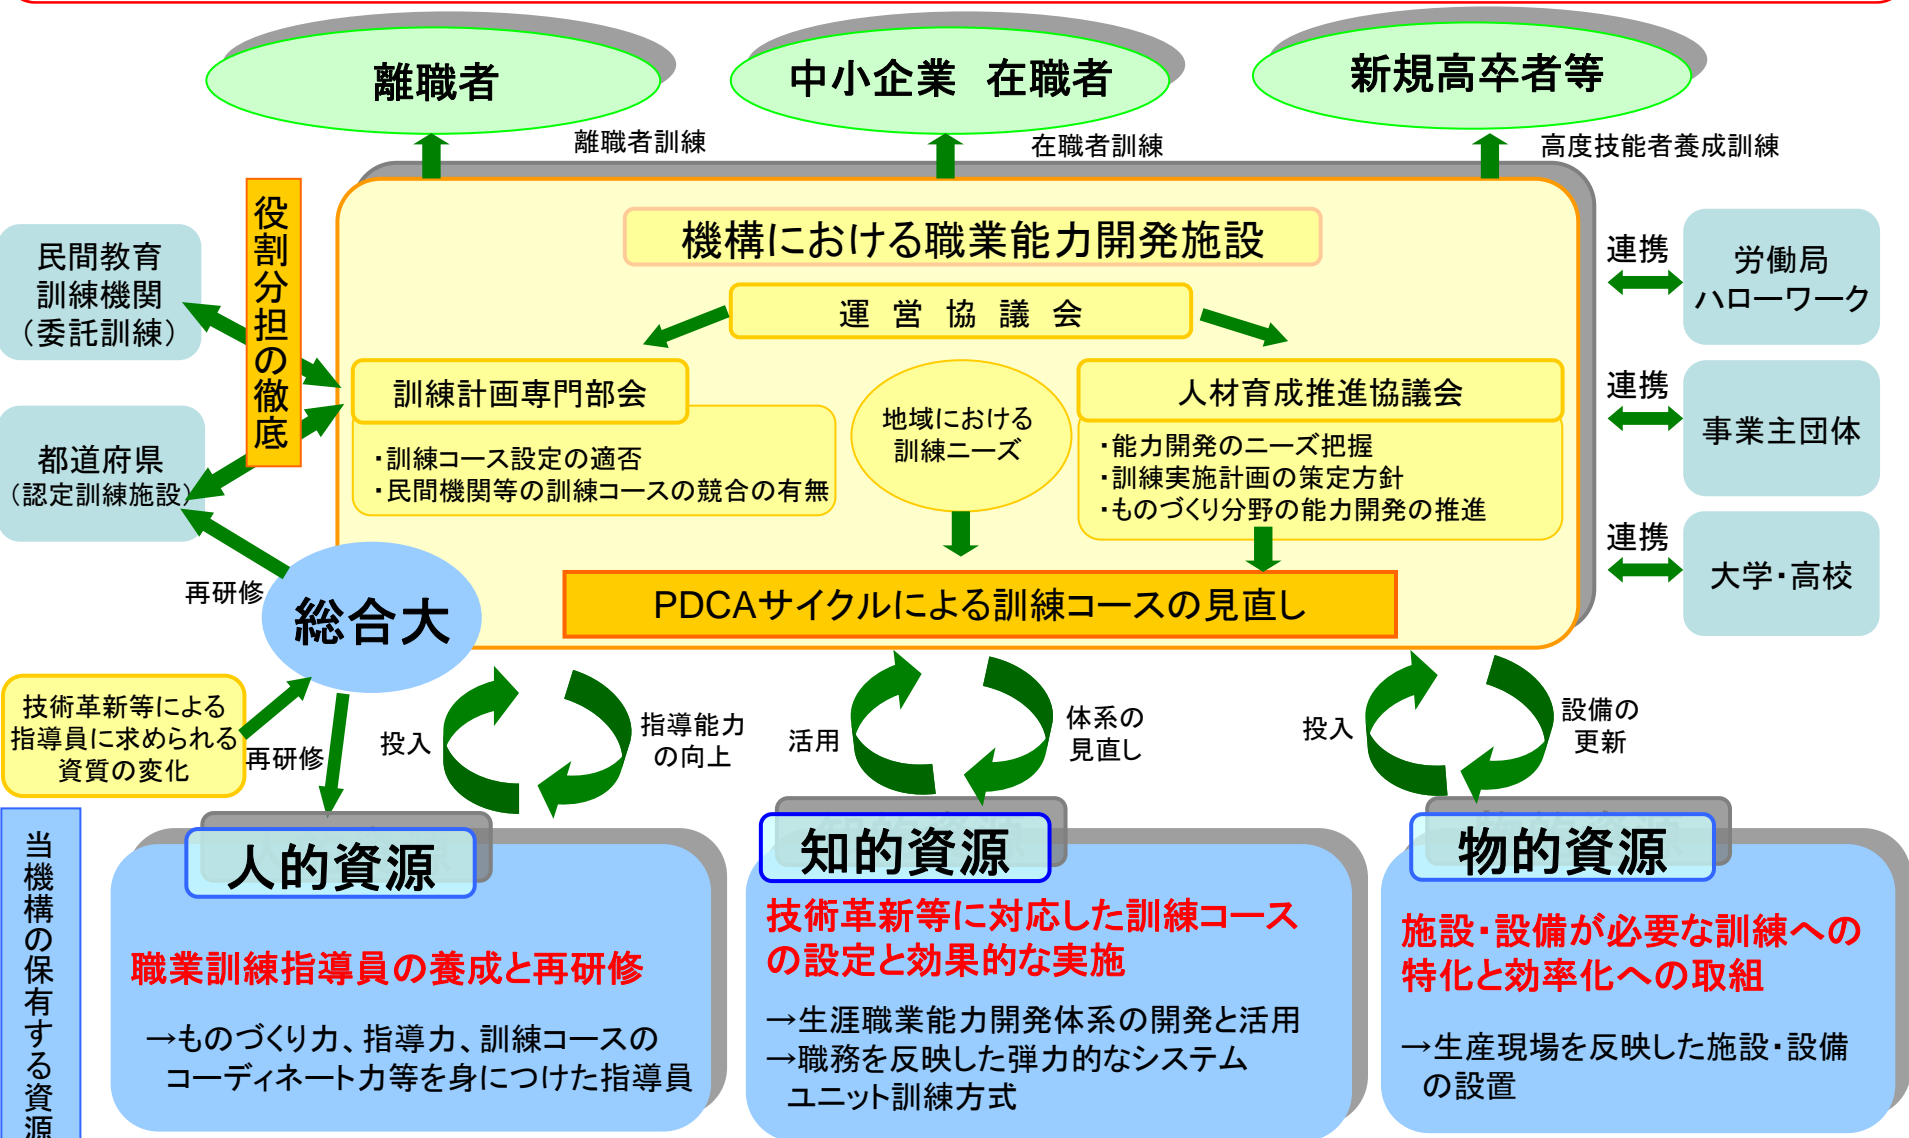 離職者
中小企業 在職者
新規高卒者等
離職者訓練
在職者訓練
高度技能者養成訓練
役割分担の徹底
民間教育
訓練機関
（委託訓練）
都道府県
（認定訓練施設）
機構における職業能力開発施設
運営協議会
訓練計画専門部会
・訓練コース設定の適否
・民間機関等の訓練コースの競合の有無
地域における
訓練ニーズ
人材育成推進協議会
・能力開発のニーズ把握
・訓練実施計画の策定方針
・ものづくり分野の能力開発の推進
PDCAサイクルによる訓練コースの見直し
連携
労働局
ハローワーク
連携
事業主団体
連携
大学・高校
再研修
総合大
技術革新等による
指導員に求められる
資質の変化
再研修
投入
指導能力
の向上
活用
体系の
見直し
投入
設備の
更新
当機構の保有する資源
人的資源
職業訓練指導員の養成と再研修
→ものづくり力、指導力、訓練コースの
コーディネート力等を身につけた指導員
知的資源
技術革新等に対応した訓練コース
の設定と効果的な実施
→生涯職業能力開発体系の開発と活用
→職務を反映した弾力的なシステム
ユニット訓練方式
物的資源
施設・設備が必要な訓練への
特化と効率化への取組
→生産現場を反映した施設・設備
の設置